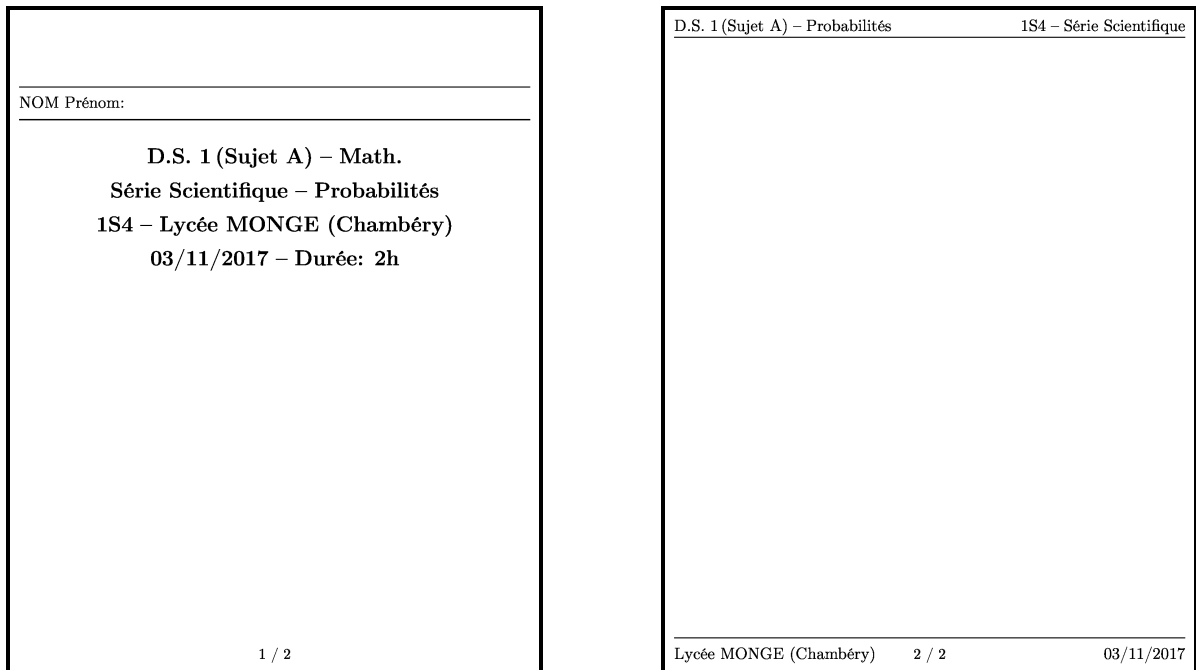 NOM Prénom:
D.S. 1 (Sujet A) – Math.
Série Scientifique – Probabilités
1S4 – Lycée MONGE (Chambéry)
03/11/2017 – Durée: 2h
1 / 2
D.S. 1 (Sujet A) – Probabilités 1S4 – Série Scientifique
Lycée MONGE (Chambéry) 2 / 2 03/11/2017